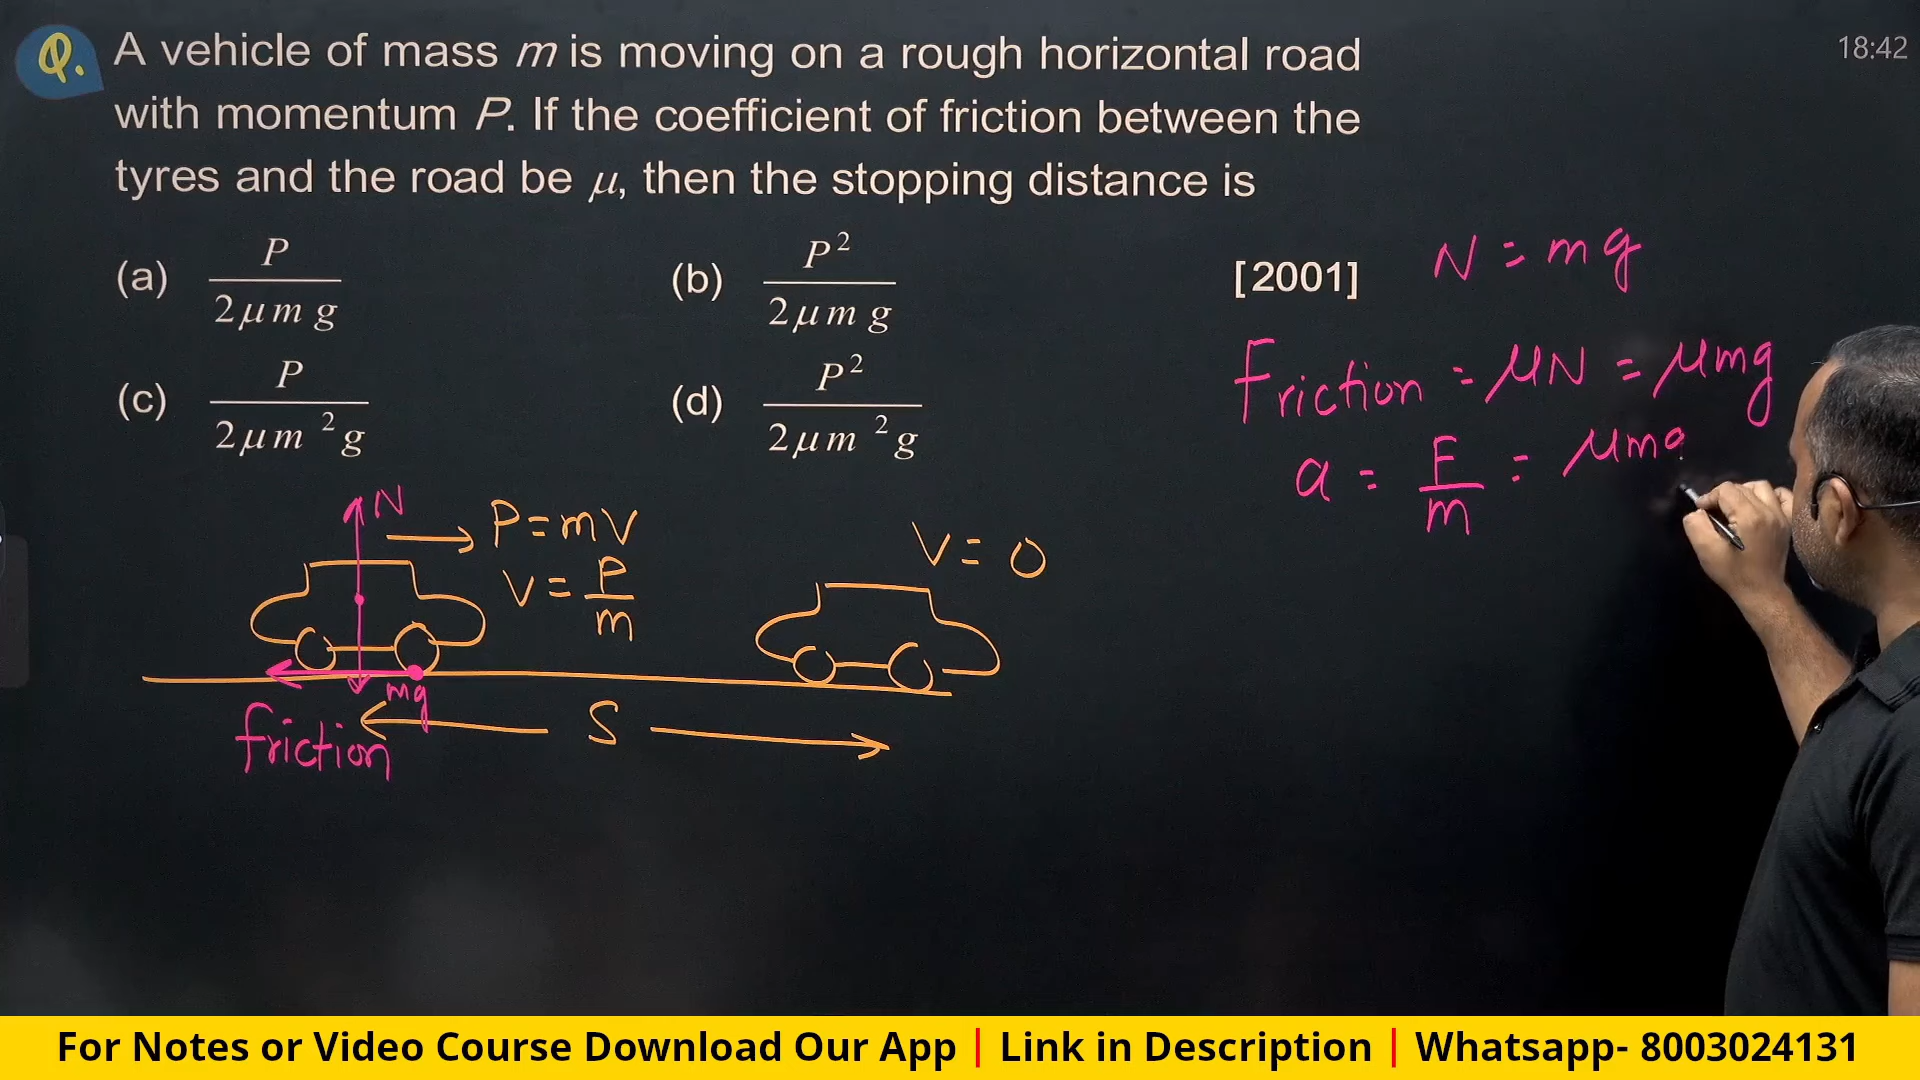 Q. A vehicle of mass m is moving on a rough horizontal road
18:42
with momentum P. If the coefficient of friction between the
tyres and the road be μ, then the stopping distance is
(a) P / 2μmg
(b) P² / 2μmg
[2001]
N = mg
(c) P / 2μm²g
(d) P² / 2μm²g
Friction = μN = μmg
a = F/m = μmg
N
P = mv
v = P/m
V = 0
mg
friction
S
For Notes or Video Course Download Our App | Link in Description | Whatsapp- 8003024131